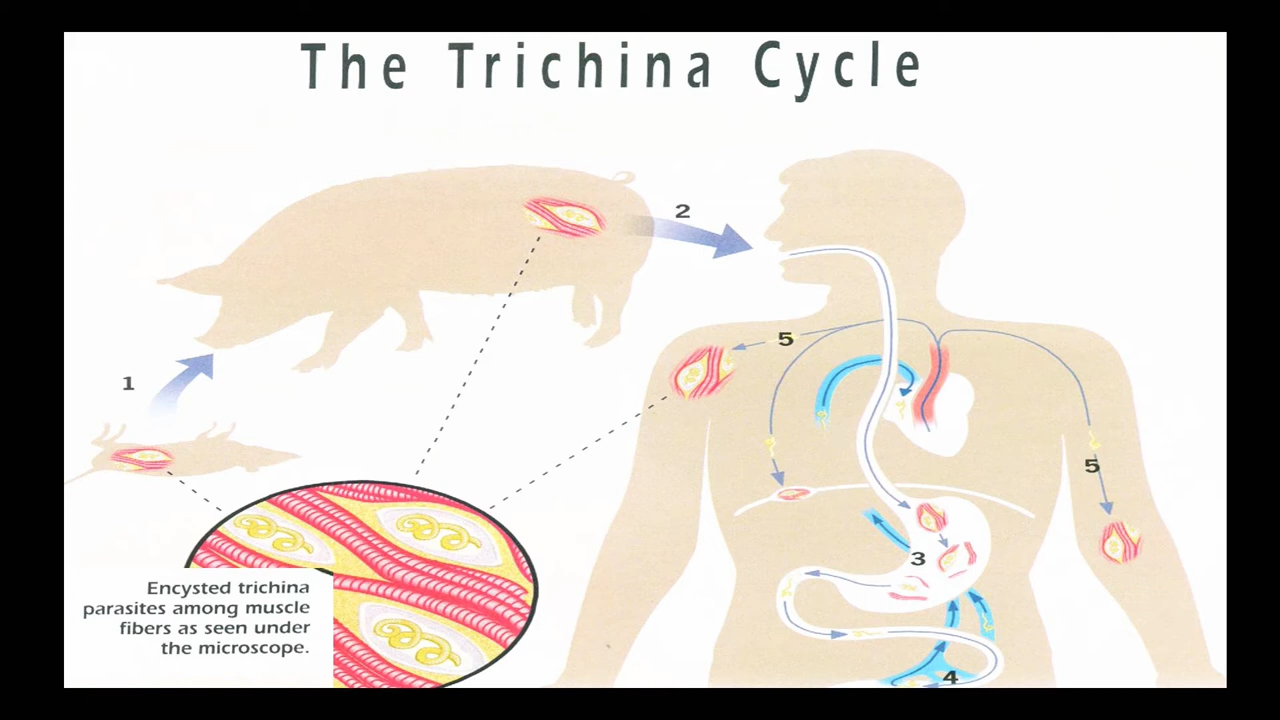 The Trichina Cycle
2
5
1
5
3
Encysted trichina
parasites among muscle
fibers as seen under
the microscope.
4